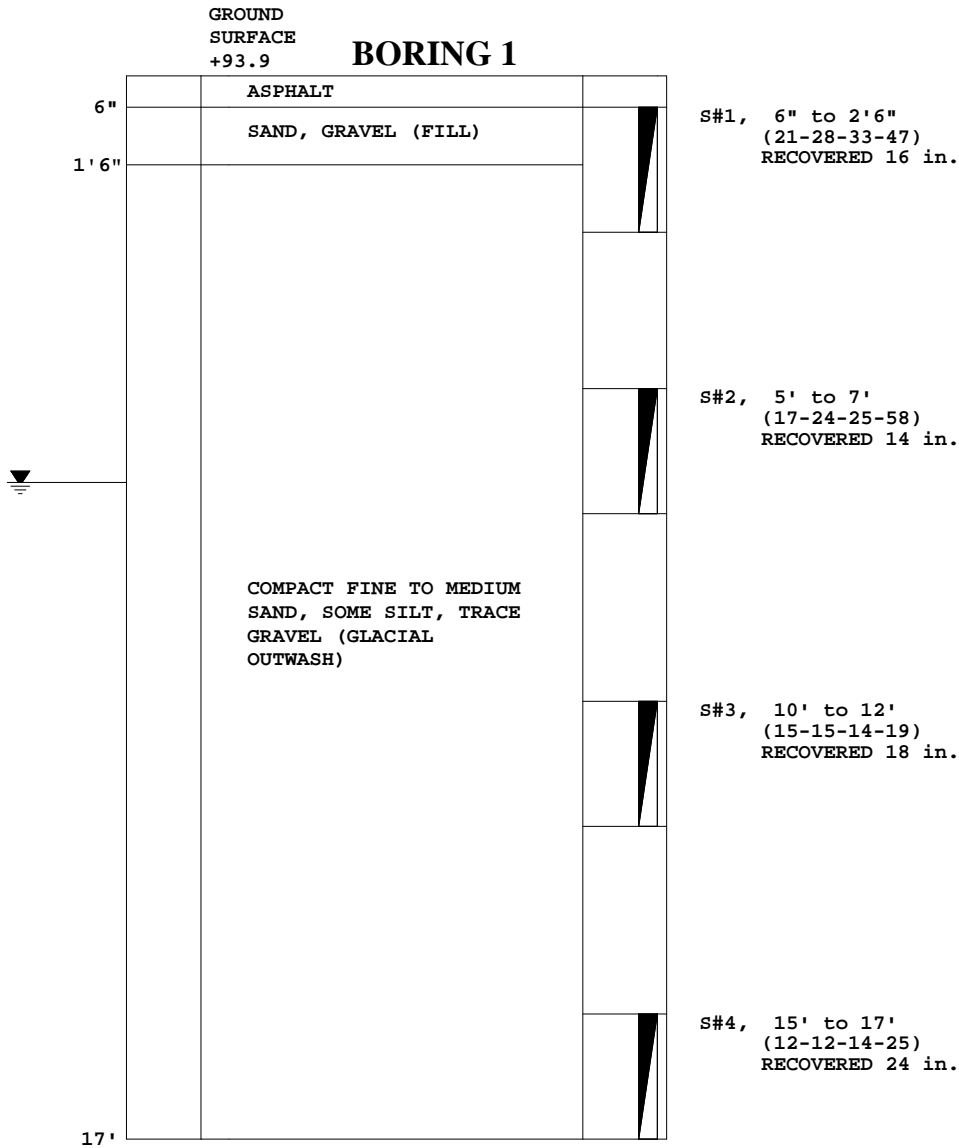 GROUND
SURFACE
+93.9
BORING 1
ASPHALT
6"
SAND, GRAVEL (FILL)
1'6"
S#1, 6" to 2'6"
(21-28-33-47)
RECOVERED 16 in.
S#2, 5' to 7'
(17-24-25-58)
RECOVERED 14 in.
COMPACT FINE TO MEDIUM
SAND, SOME SILT, TRACE
GRAVEL (GLACIAL
OUTWASH)
S#3, 10' to 12'
(15-15-14-19)
RECOVERED 18 in.
S#4, 15' to 17'
(12-12-14-25)
RECOVERED 24 in.
17'